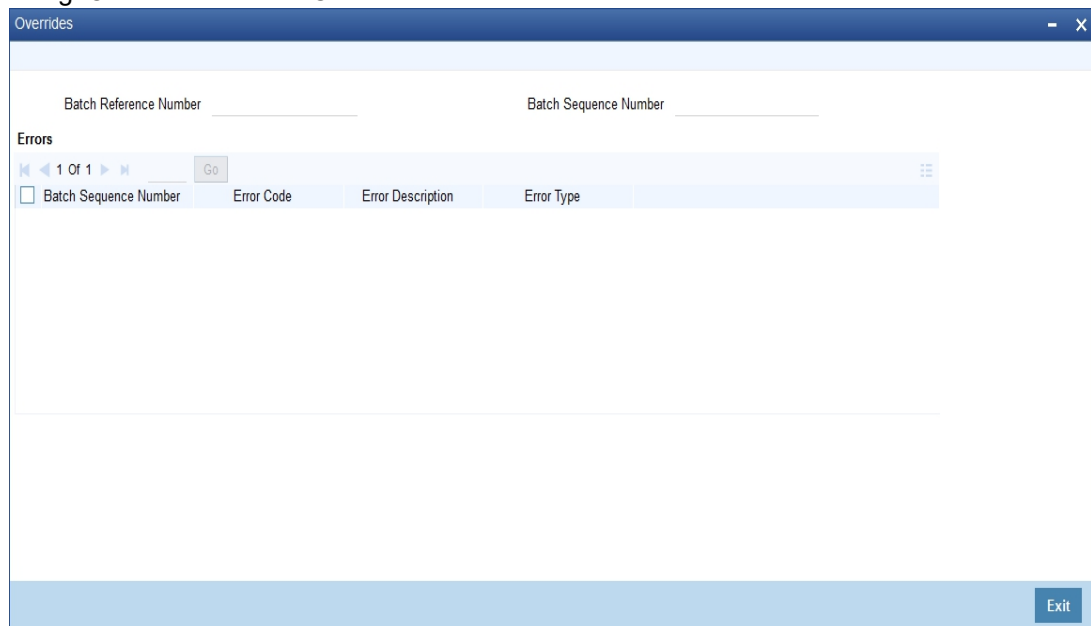 Overrides
Batch Reference Number Batch Sequence Number
Errors
1 Of 1 Go
Batch Sequence Number Error Code Error Description Error Type
Exit